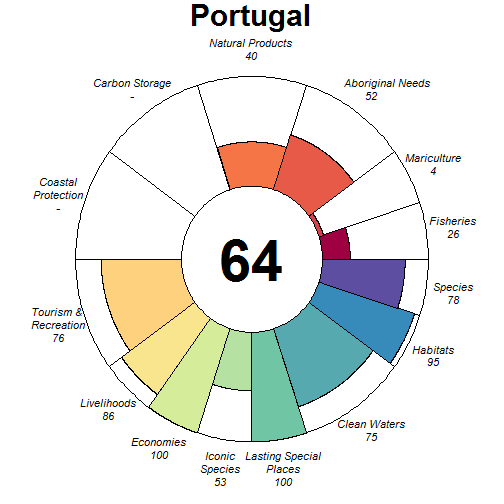 Portugal
Natural Products
40
Carbon Storage
-
Aboriginal Needs
52
Mariculture
4
Coastal
Protection
-
Fisheries
26
64
Species
78
Tourism &
Recreation
76
Habitats
95
Livelihoods
86
Clean Waters
75
Economies
100
Iconic
Species
53
Lasting Special
Places
100